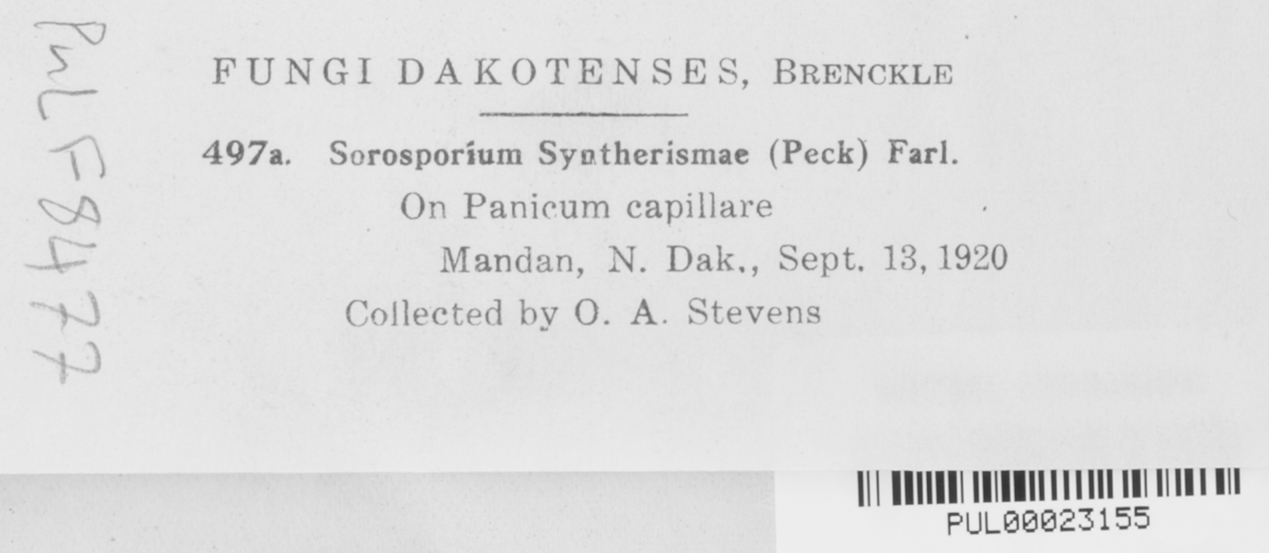 FUNGI DAKOTENSES, BRENCKLE
497a. Sorosporium Syntherismae (Peck) Farl.
On Panicum capillare
Mandan, N. Dak., Sept. 13, 1920
Collected by O. A. Stevens
PUL F8477
PUL00023155